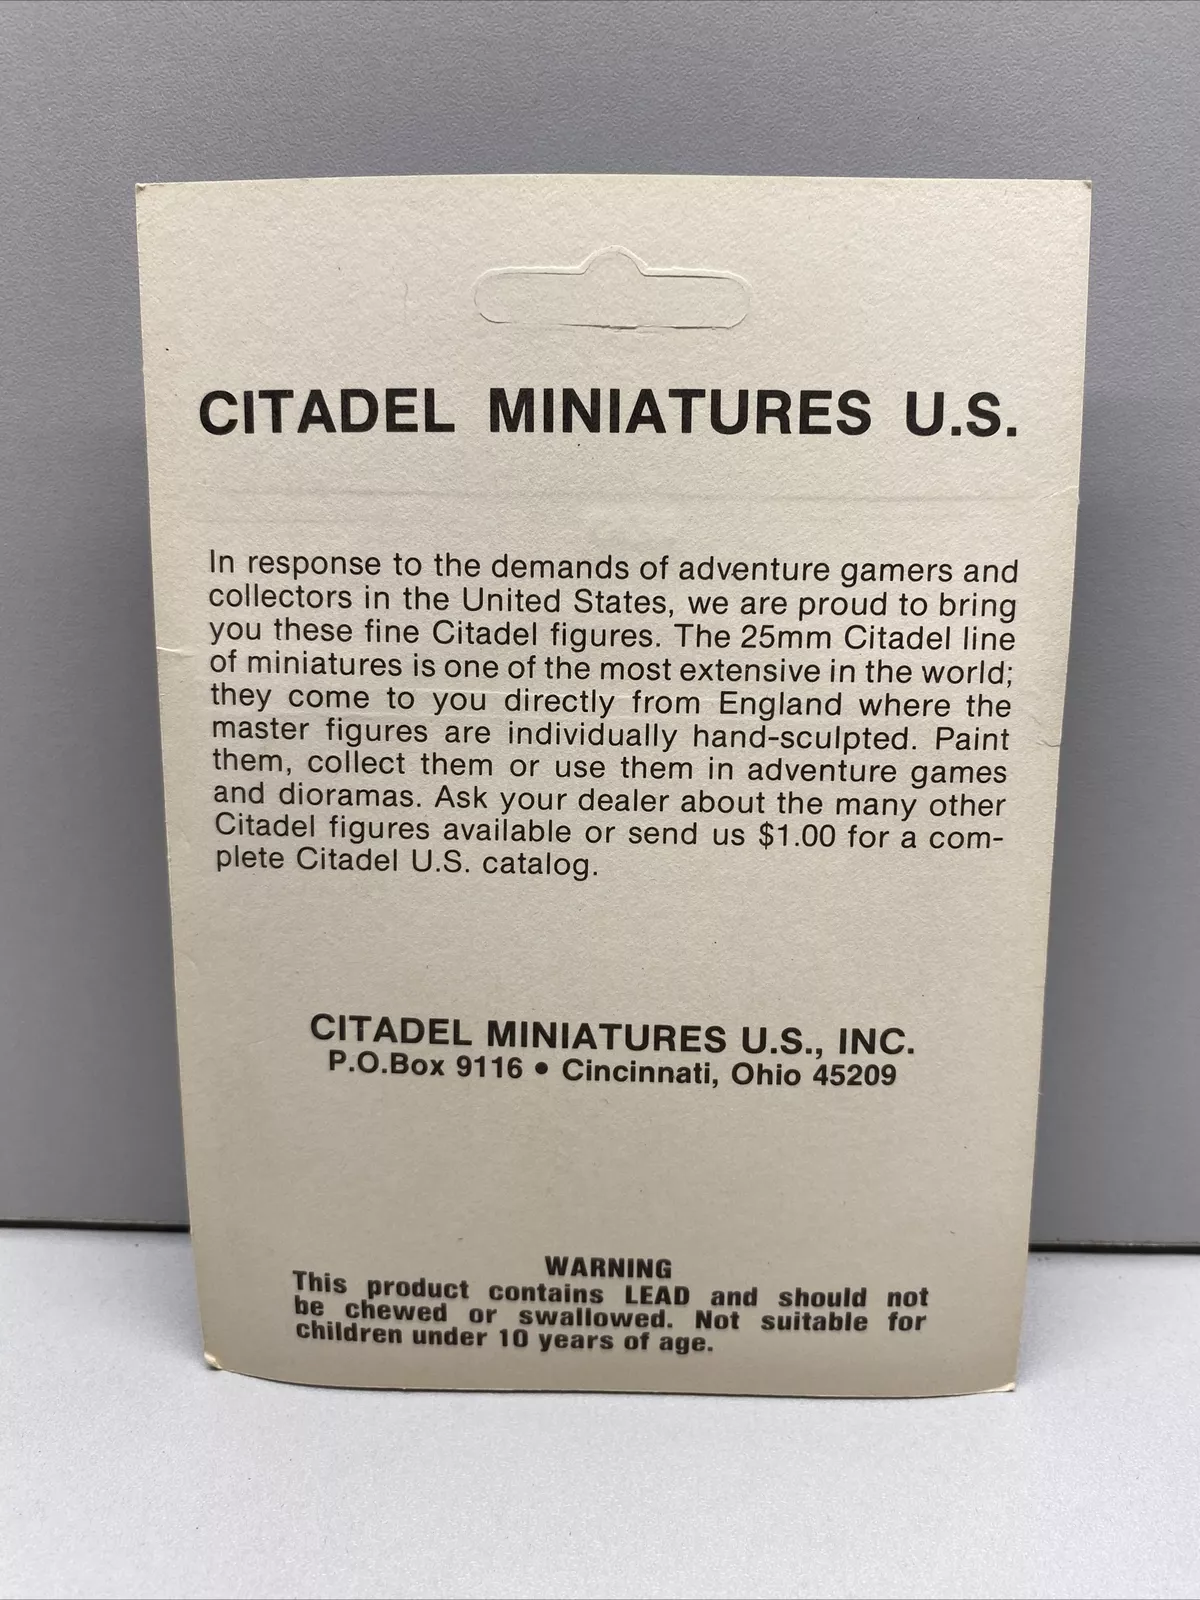 CITADEL MINIATURES U.S.
In response to the demands of adventure gamers and
collectors in the United States, we are proud to bring
you these fine Citadel figures. The 25mm Citadel line
of miniatures is one of the most extensive in the world;
they come to you directly from England where the
master figures are individually hand-sculpted. Paint
them, collect them or use them in adventure games
and dioramas. Ask your dealer about the many other
Citadel figures available or send us $1.00 for a com-
plete Citadel U.S. catalog.
CITADEL MINIATURES U.S., INC.
P.O.Box 9116 • Cincinnati, Ohio 45209
WARNING
This product contains LEAD and should not
be chewed or swallowed. Not suitable for
children under 10 years of age.